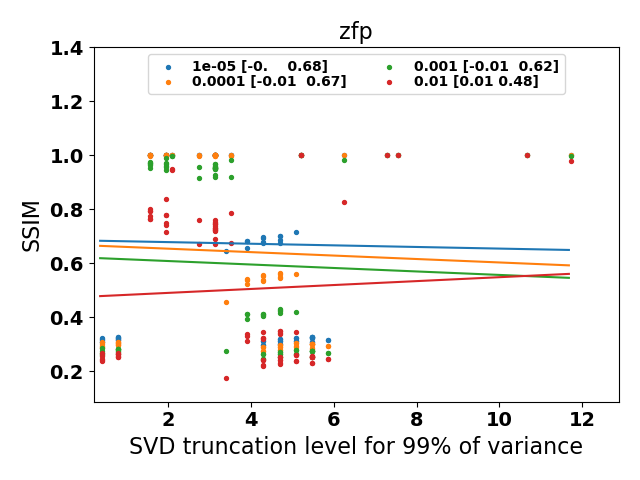 zfp
1e-05 [-0.    0.68]
0.0001 [-0.01  0.67]
0.001 [-0.01  0.62]
0.01 [0.01 0.48]
1.4
1.2
1.0
0.8
0.6
0.4
0.2
SSIM
2 4 6 8 10 12
SVD truncation level for 99% of variance